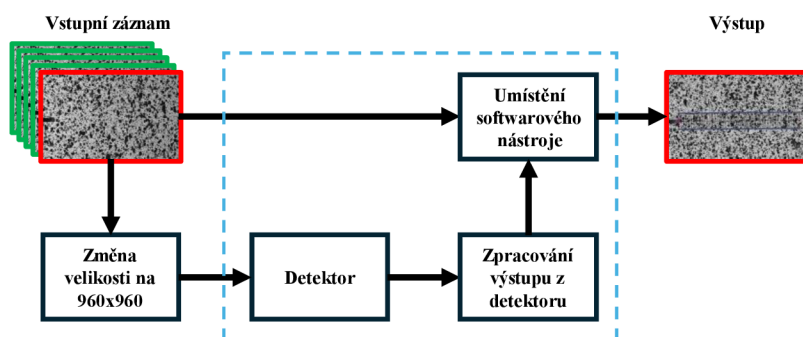 Vstupní záznam
Výstup
Umístění
softwarového
nástroje
Změna
velikosti na
960x960
Detektor
Zpracování
výstupu z
detektoru